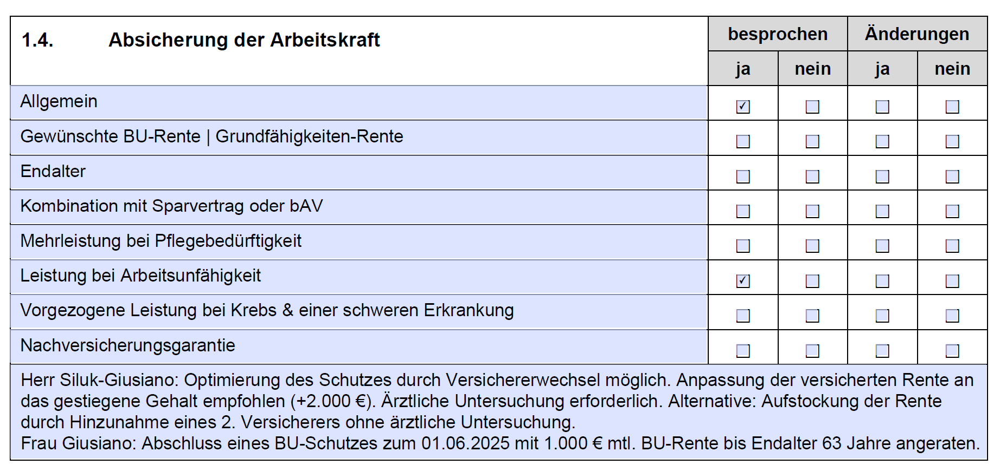 1.4. Absicherung der Arbeitskraft
besprochen Änderungen
ja nein ja nein
Allgemein ✓
Gewünschte BU-Rente | Grundfähigkeiten-Rente
Endalter
Kombination mit Sparvertrag oder bAV
Mehrleistung bei Pflegebedürftigkeit
Leistung bei Arbeitsunfähigkeit ✓
Vorgezogene Leistung bei Krebs & einer schweren Erkrankung
Nachversicherungsgarantie
Herr Siluk-Giusiano: Optimierung des Schutzes durch Versichererwechsel möglich. Anpassung der versicherten Rente an
das gestiegene Gehalt empfohlen (+2.000 €). Ärztliche Untersuchung erforderlich. Alternative: Aufstockung der Rente
durch Hinzunahme eines 2. Versicherers ohne ärztliche Untersuchung.
Frau Giusiano: Abschluss eines BU-Schutzes zum 01.06.2025 mit 1.000 € mtl. BU-Rente bis Endalter 63 Jahre angeraten.